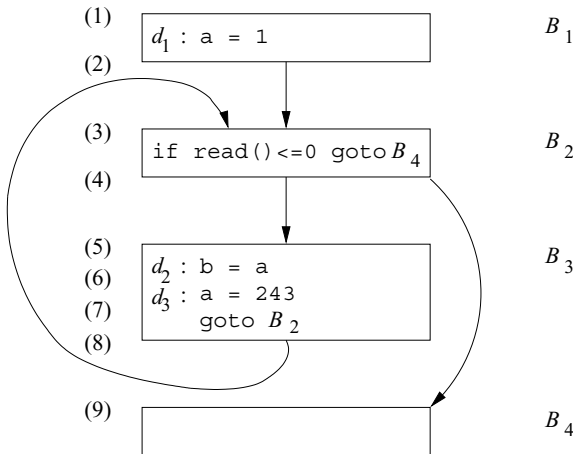 (1)
d1 : a = 1 B1
(2)
(3)
if read()<=0 goto B4 B2
(4)
(5)
d2 : b = a B3
(6)
d3 : a = 243
(7)
goto B2
(8)
(9)
B4